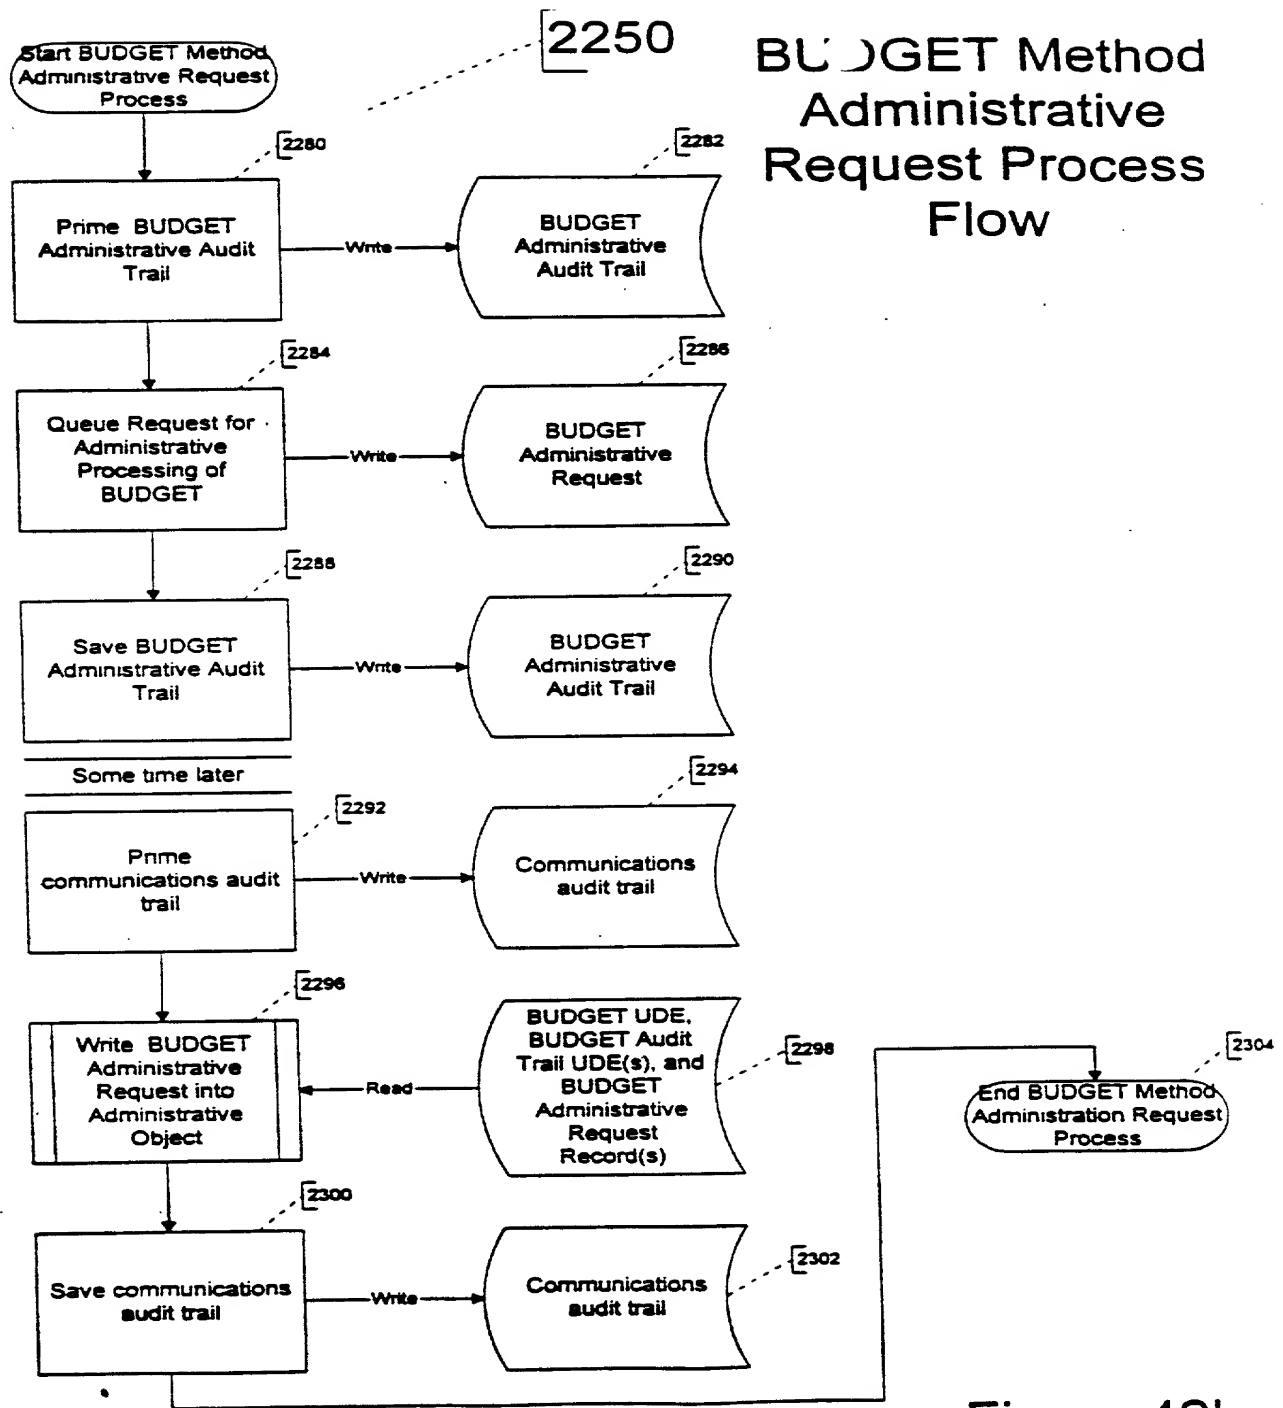 2250
BUDGET Method
Administrative
Request Process
Flow
Start BUDGET Method
Administrative Request
Process
2280
Prime BUDGET
Administrative Audit
Trail
Write
2282
BUDGET
Administrative
Audit Trail
2284
Queue Request for
Administrative
Processing of
BUDGET
Write
2286
BUDGET
Administrative
Request
2288
Save BUDGET
Administrative Audit
Trail
Write
2290
BUDGET
Administrative
Audit Trail
Some time later
2292
Prime
communications audit
trail
Write
2294
Communications
audit trail
2296
Write BUDGET
Administrative
Request into
Administrative
Object
Read
BUDGET UDE,
BUDGET Audit
Trail UDE(s), and
BUDGET
Administrative
Request
Record(s)
2298
2300
Save communications
audit trail
Write
Communications
audit trail
2302
2304
End BUDGET Method
Administration Request
Process